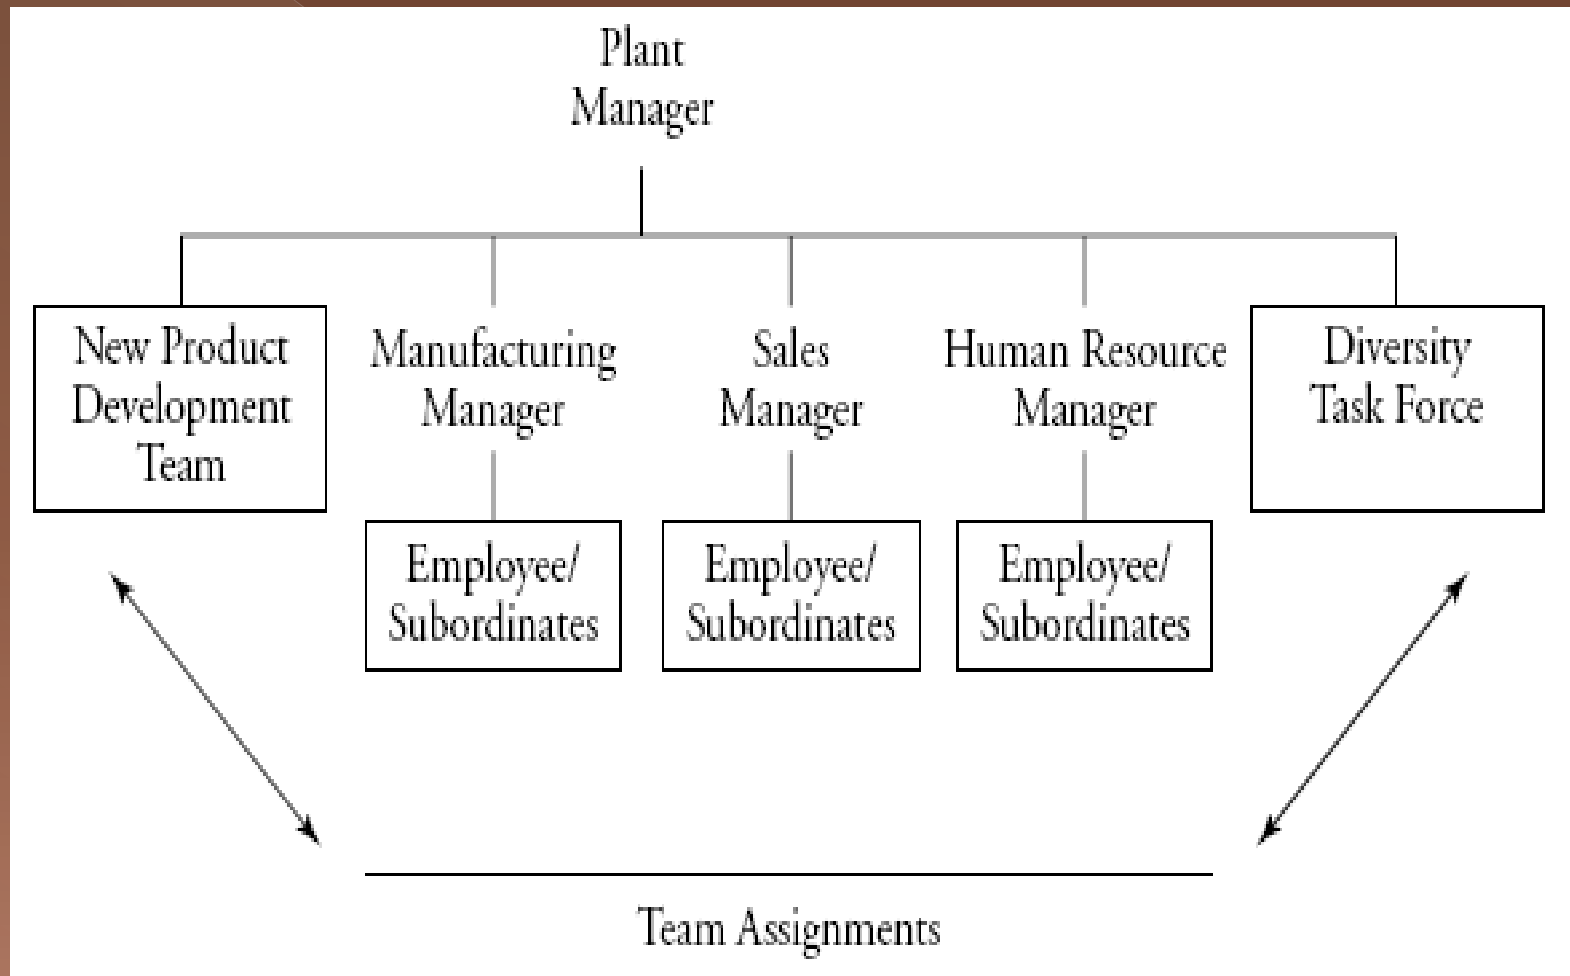 Plant
Manager
New Product
Development
Team
Manufacturing
Manager
Sales
Manager
Human Resource
Manager
Diversity
Task Force
Employee/
Subordinates
Employee/
Subordinates
Employee/
Subordinates
Team Assignments